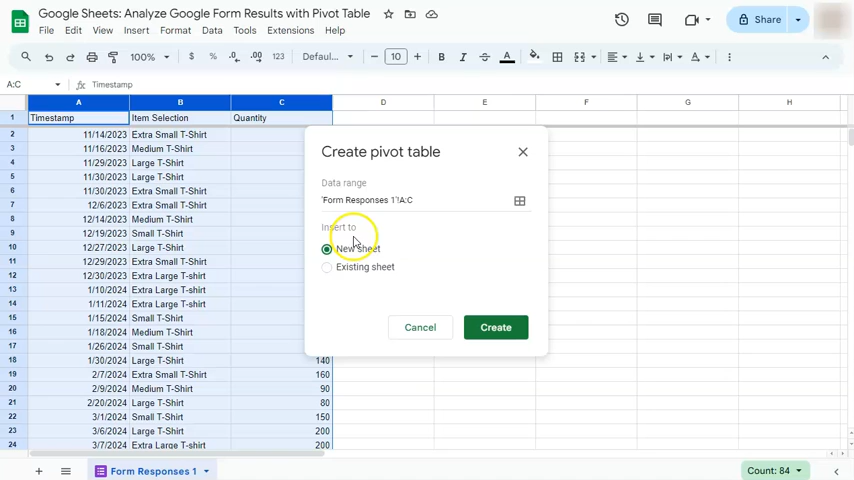 Google Sheets: Analyze Google Form Results with Pivot Table
File Edit View Insert Format Data Tools Extensions Help
Share
100% $ % .0 .00 123 Defaul... 10 B I A
A:C Timestamp
A B C D E F G H
1 Timestamp Item Selection Quantity
2 11/14/2023 Extra Small T-Shirt
3 11/16/2023 Medium T-Shirt
4 11/29/2023 Large T-Shirt
5 11/30/2023 Large T-Shirt
6 11/30/2023 Extra Small T-Shirt
7 12/6/2023 Extra Small T-Shirt
8 12/14/2023 Medium T-Shirt
9 12/19/2023 Small T-Shirt
10 12/27/2023 Large T-Shirt
11 12/29/2023 Extra Small T-Shirt
12 12/30/2023 Extra Large T-shirt
13 1/10/2024 Extra Large T-shirt
14 1/11/2024 Extra Large T-shirt
15 1/15/2024 Small T-Shirt
16 1/18/2024 Medium T-Shirt
17 1/26/2024 Small T-Shirt
18 1/30/2024 Large T-Shirt 140
19 2/7/2024 Extra Small T-Shirt 160
20 2/9/2024 Medium T-Shirt 90
21 2/20/2024 Large T-Shirt 80
22 3/1/2024 Small T-Shirt 150
23 3/6/2024 Large T-Shirt 200
24 3/7/2024 Extra Large T-shirt 200
Create pivot table
Data range
'Form Responses 1'!A:C
Insert to
New sheet
Existing sheet
Cancel Create
Form Responses 1
Count: 84